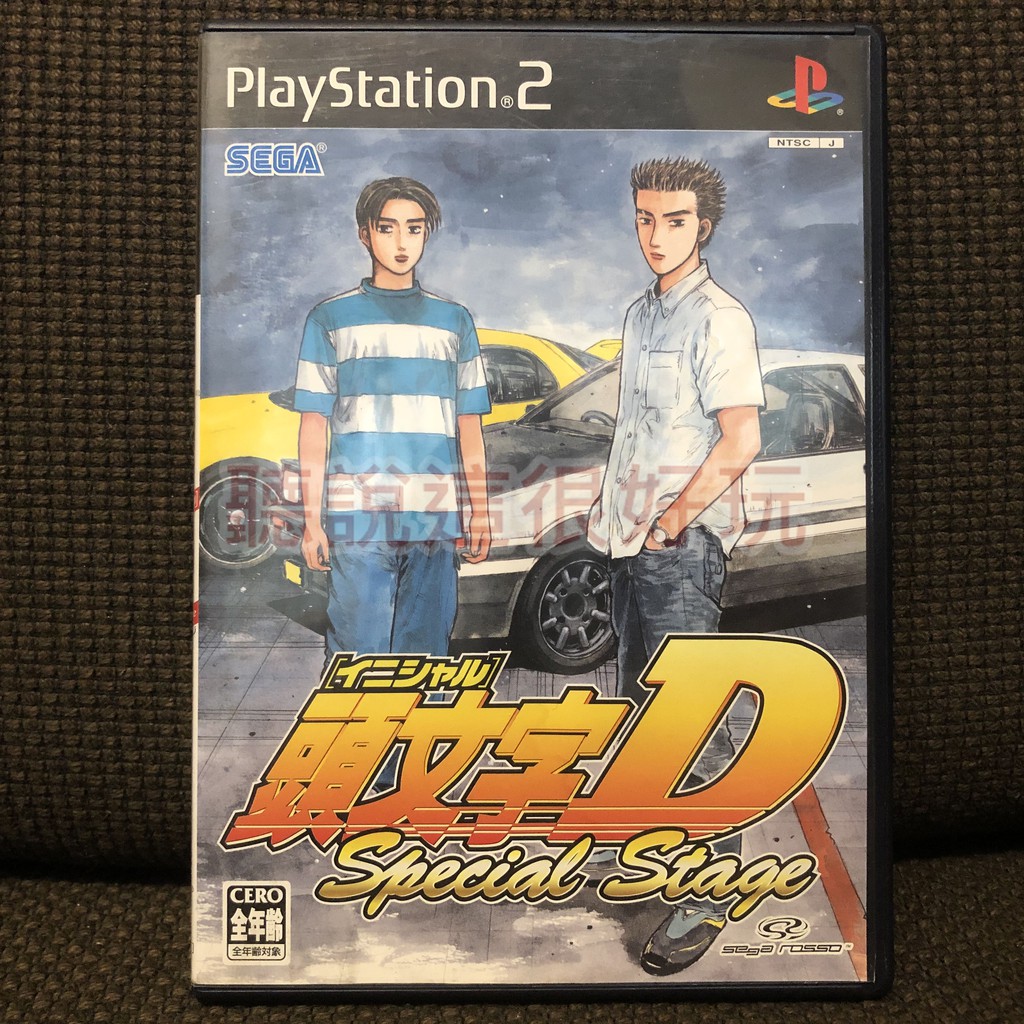 PlayStation®2
NTSC J
SEGA®
聽說這很好玩
[イニシャル]
頭文字D
Special Stage
CERO
全年齢
全年齢対象
sega rosso™